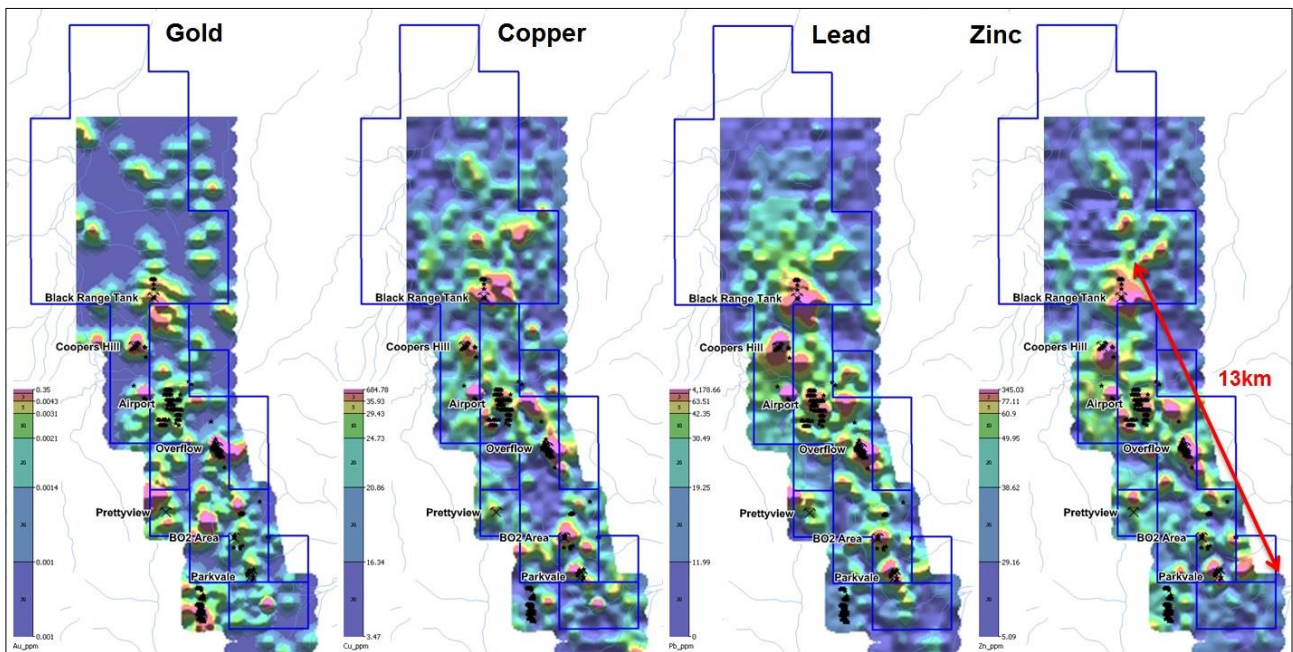 Gold
Copper
Lead
Zinc
Black Range Tank
Coopers Hill
Airport
Overflow
Prettyview
BO2 Area
Parkvale
0.35
0.0043
0.0031
0.0021
0.0014
0.001
0.001
Au_ppm
Black Range Tank
Coopers Hill
Airport
Overflow
Prettyview
BO2 Area
Parkvale
684.78
35.93
29.43
24.73
20.86
16.34
3.47
Cu_ppm
Black Range Tank
Coopers Hill
Airport
Overflow
Prettyview
BO2 Area
Parkvale
4,178.66
63.51
42.35
30.49
19.25
11.99
0
Pb_ppm
Black Range Tank
Coopers Hill
Airport
Overflow
Prettyview
BO2 Area
Parkvale
13km
345.03
77.11
60.9
49.95
38.62
29.16
5.09
Zn_ppm